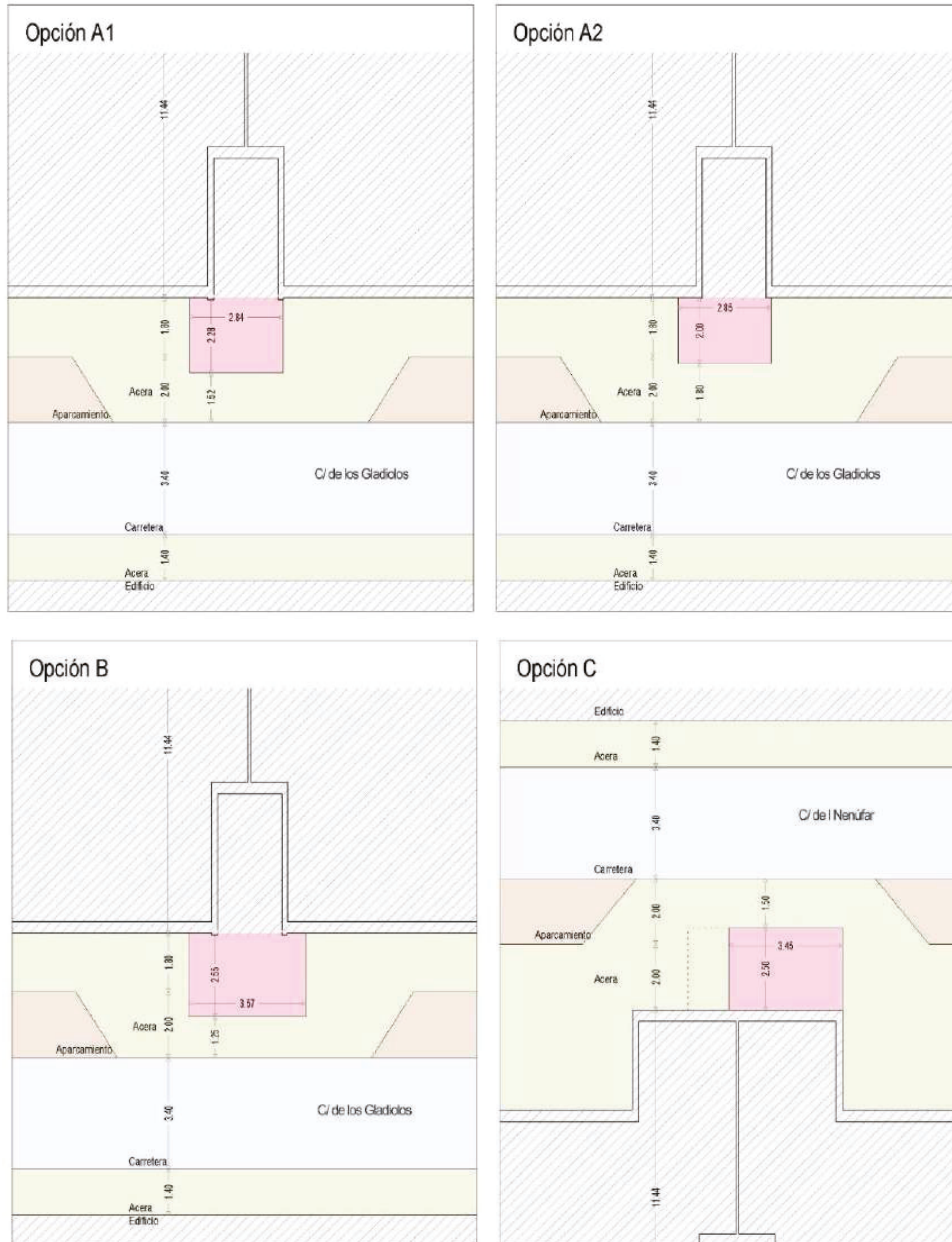 Opción A1
11.44
2.84
1.80
2.28
Acera
2.00
1.52
Aparcamiento
3.40
C/ de los Gladiolos
Carretera
1.40
Acera
Edificio
Opción A2
11.44
2.85
1.80
2.00
Acera
2.00
1.80
Aparcamiento
3.40
C/ de los Gladiolos
Carretera
1.40
Acera
Edificio
Opción B
11.44
1.80
2.55
3.57
Acera
2.00
1.25
Aparcamiento
3.40
C/ de los Gladiolos
Carretera
1.40
Acera
Edificio
Opción C
Edificio
1.40
Acera
3.40
C/ de l Nenúfar
Carretera
2.00
1.50
Aparcamiento
3.45
Acera
2.00
2.50
11.44